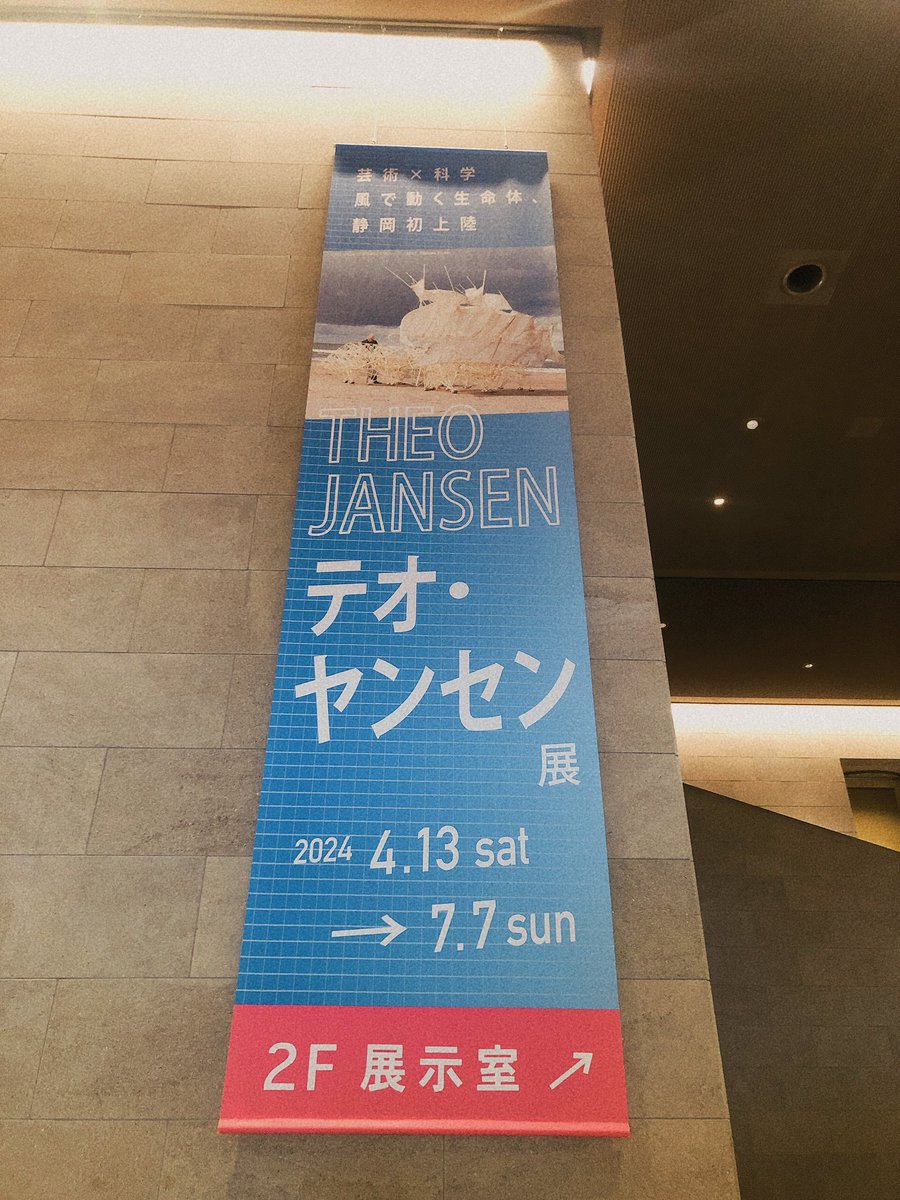 芸術×科学
風で動く生命体、
静岡初上陸
THEO
JANSEN
テオ・
ヤンセン
展
2024 4.13 sat
→ 7.7 sun
2F 展示室 ↗